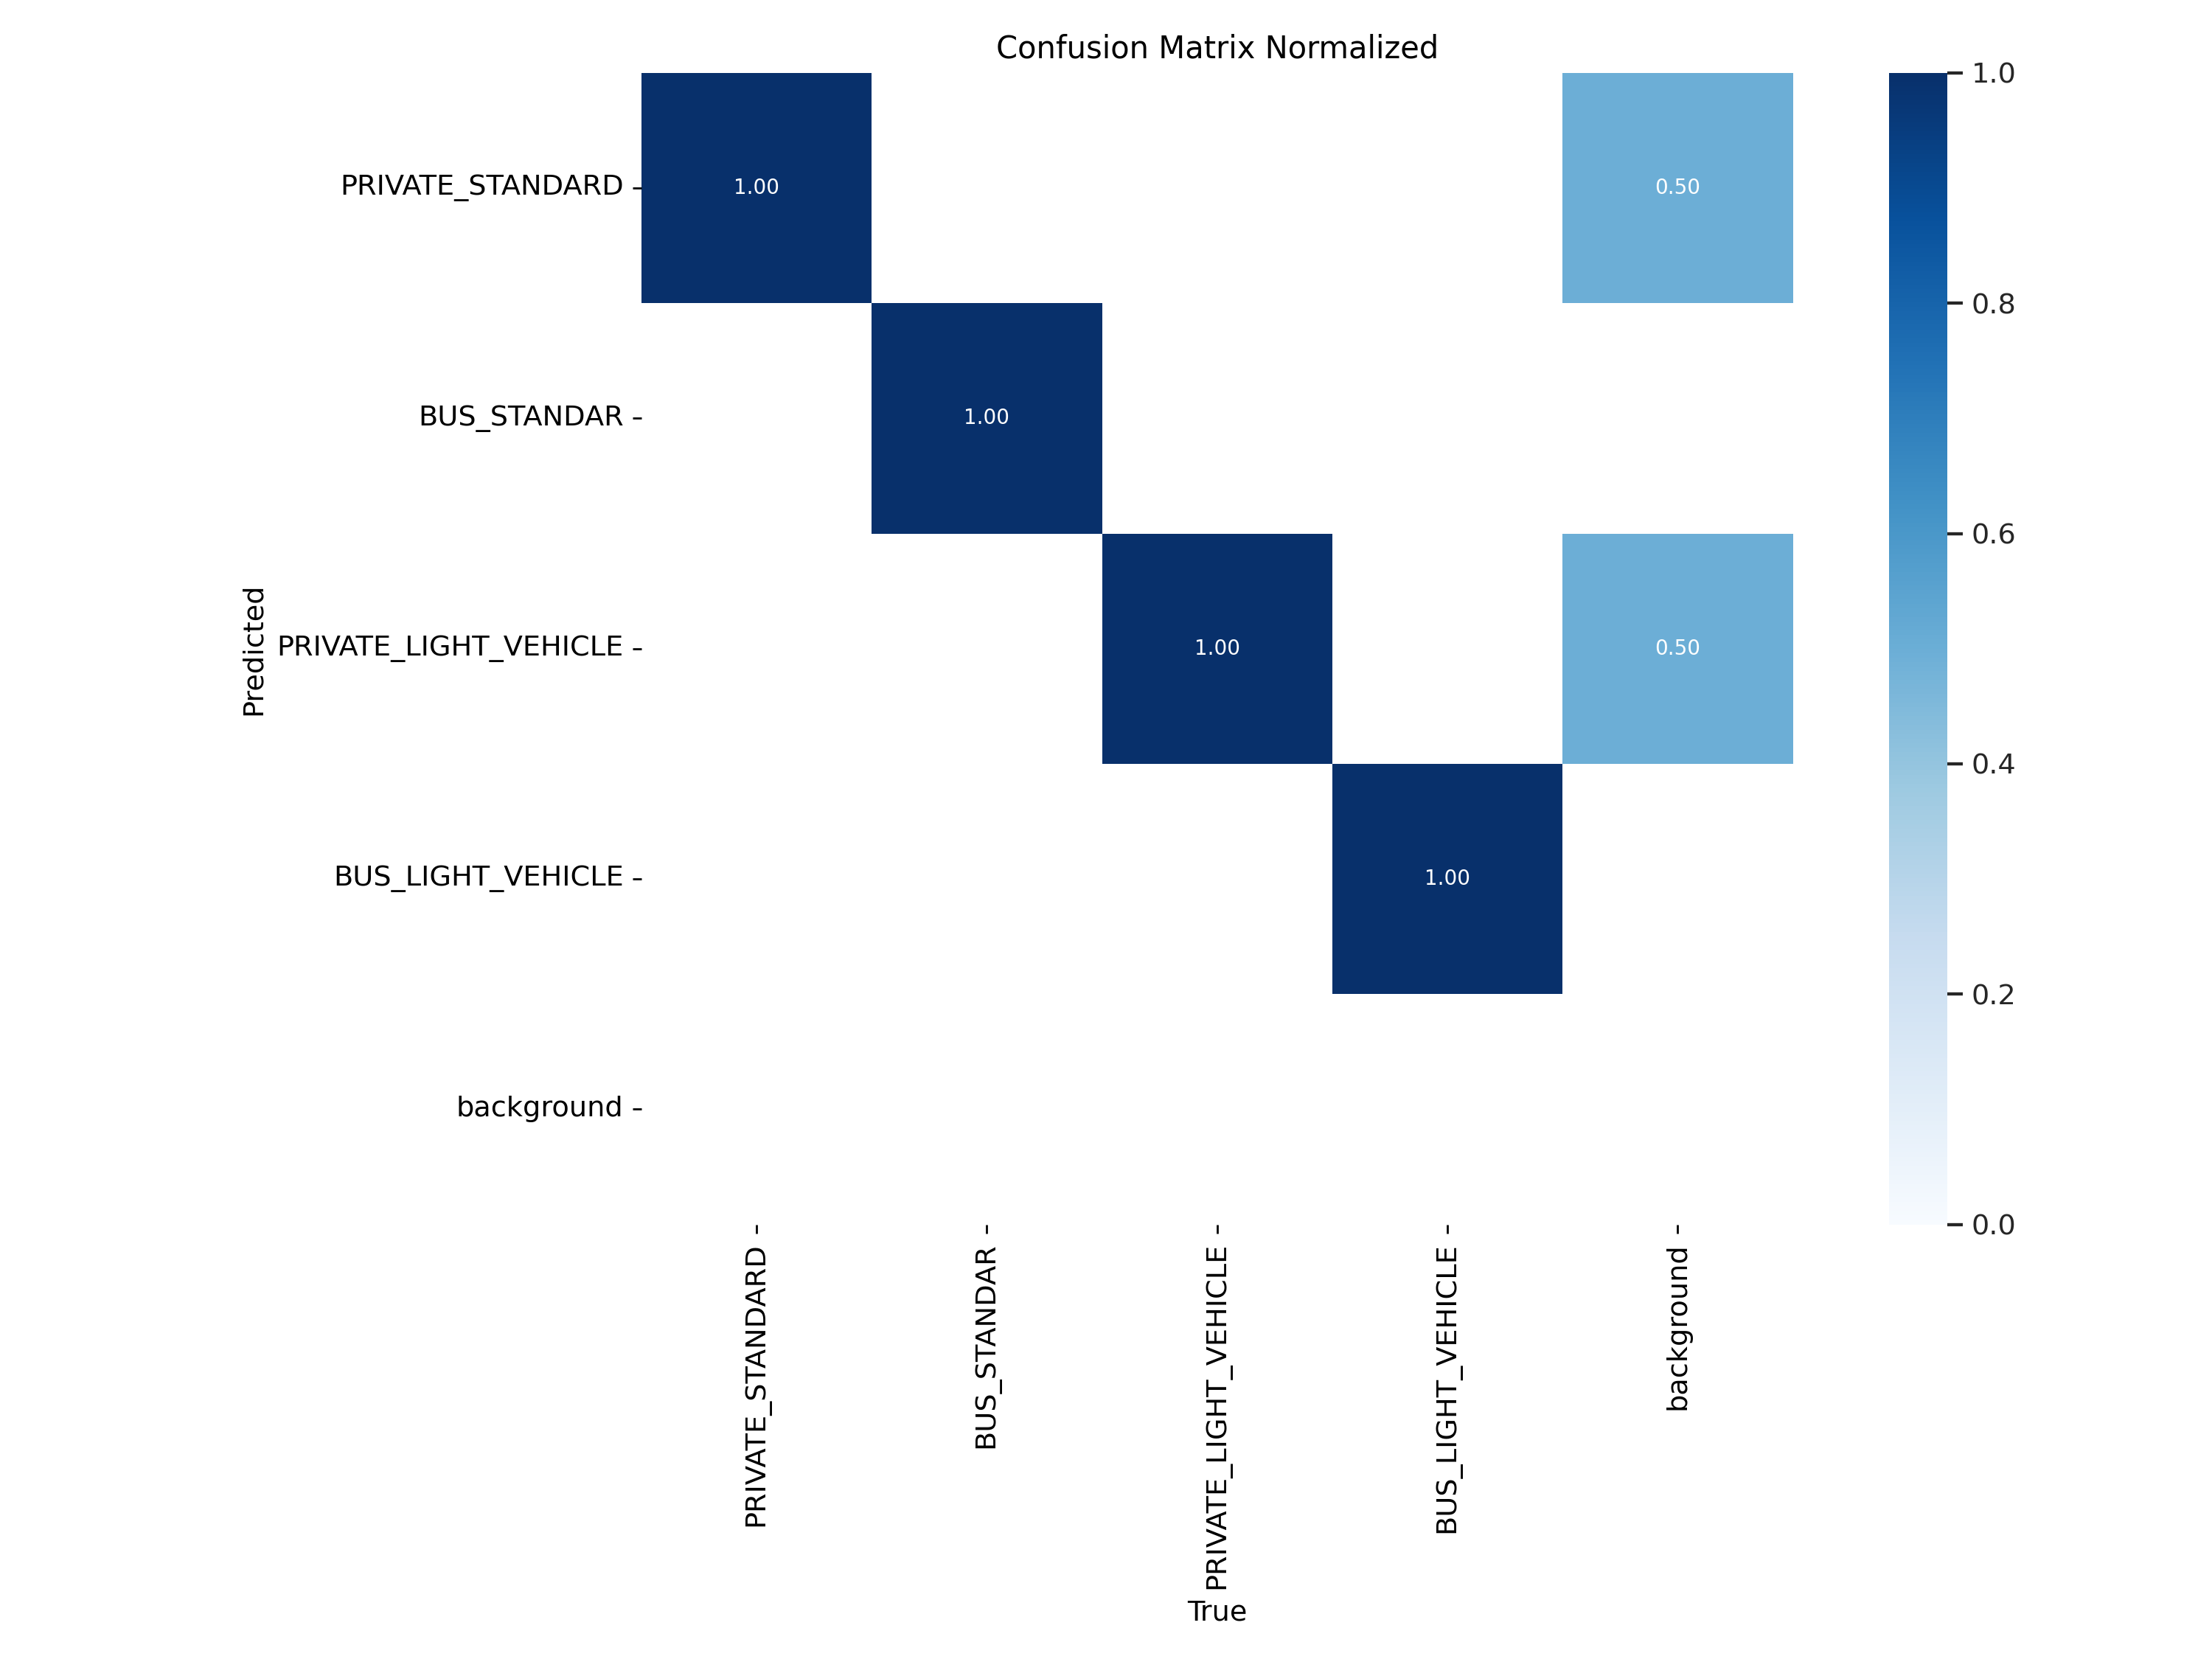 Confusion Matrix Normalized
PRIVATE_STANDARD
1.00
0.50
BUS_STANDAR
1.00
PRIVATE_LIGHT_VEHICLE
1.00
0.50
BUS_LIGHT_VEHICLE
1.00
background
Predicted
PRIVATE_STANDARD
BUS_STANDAR
PRIVATE_LIGHT_VEHICLE
BUS_LIGHT_VEHICLE
background
True
1.0
0.8
0.6
0.4
0.2
0.0